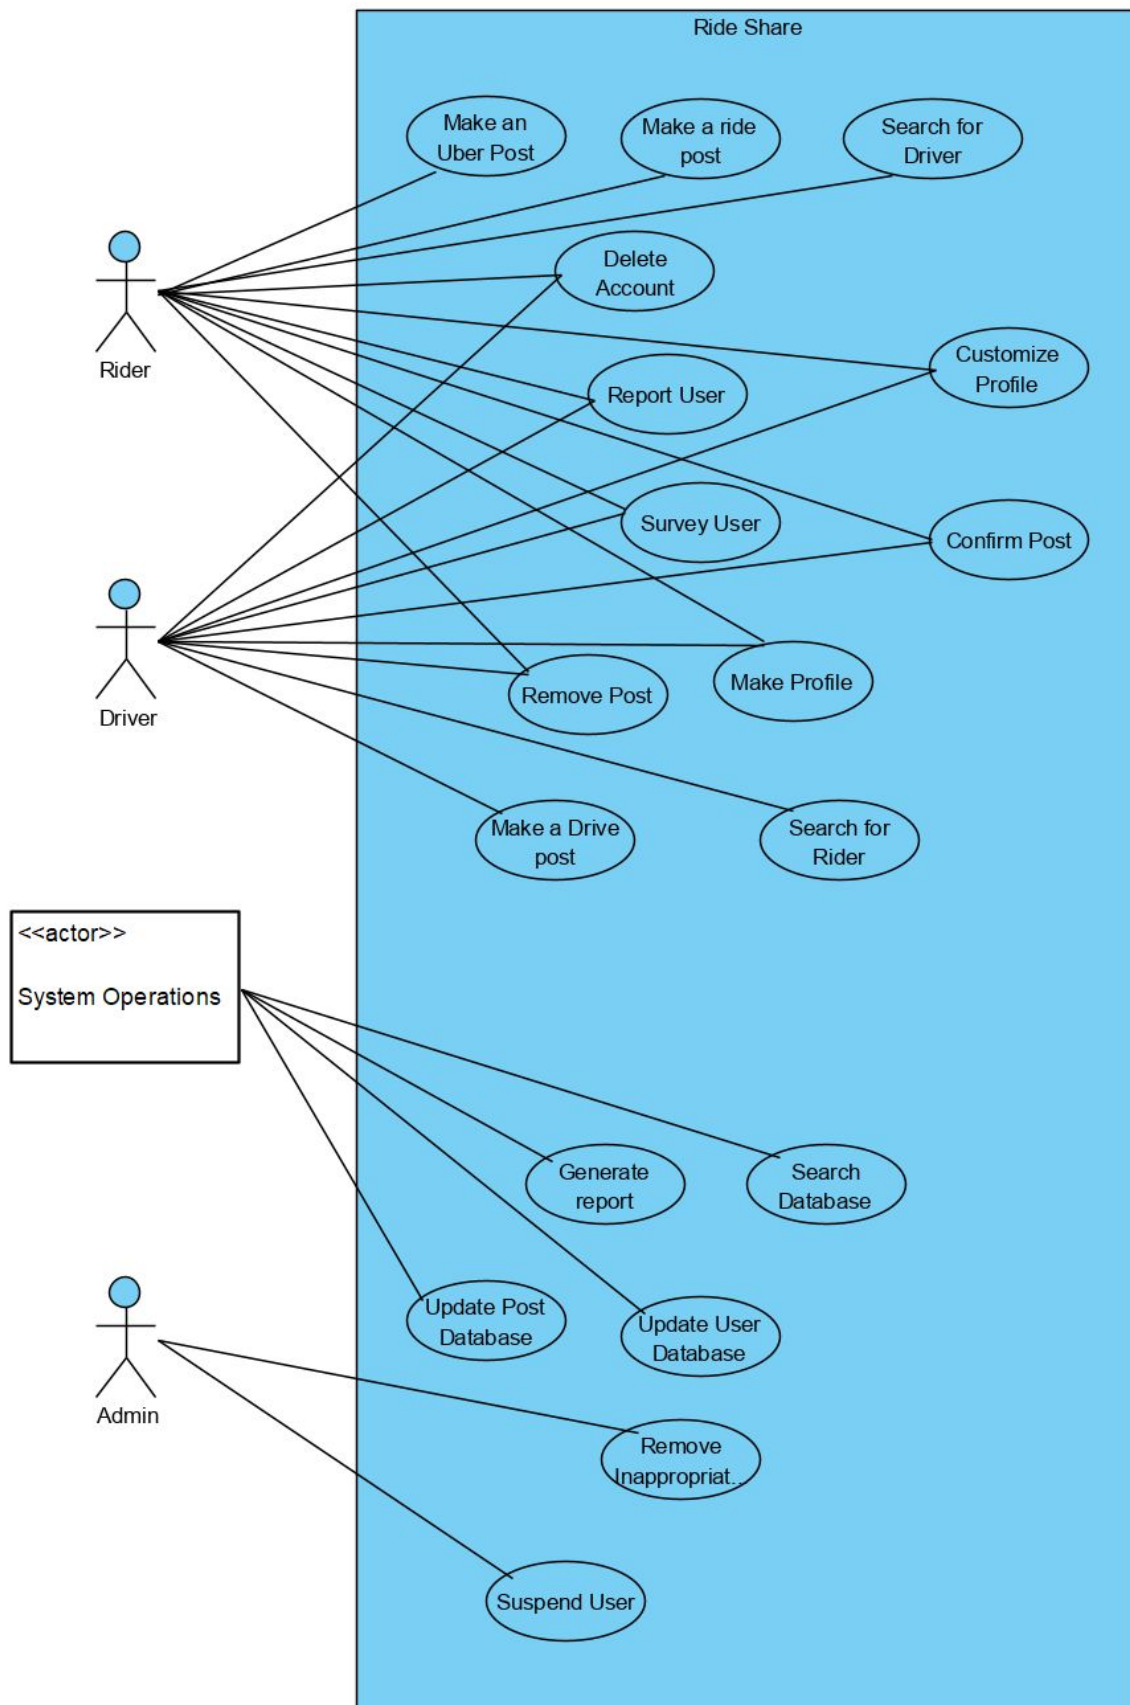 Ride Share
Make an
Uber Post
Make a ride
post
Search for
Driver
Delete
Account
Rider
Customize
Profile
Report User
Survey User
Confirm Post
Driver
Remove Post
Make Profile
Make a Drive
post
Search for
Rider
<<actor>>
System Operations
Generate
report
Search
Database
Update Post
Database
Update User
Database
Admin
Remove
Inappropriat...
Suspend User